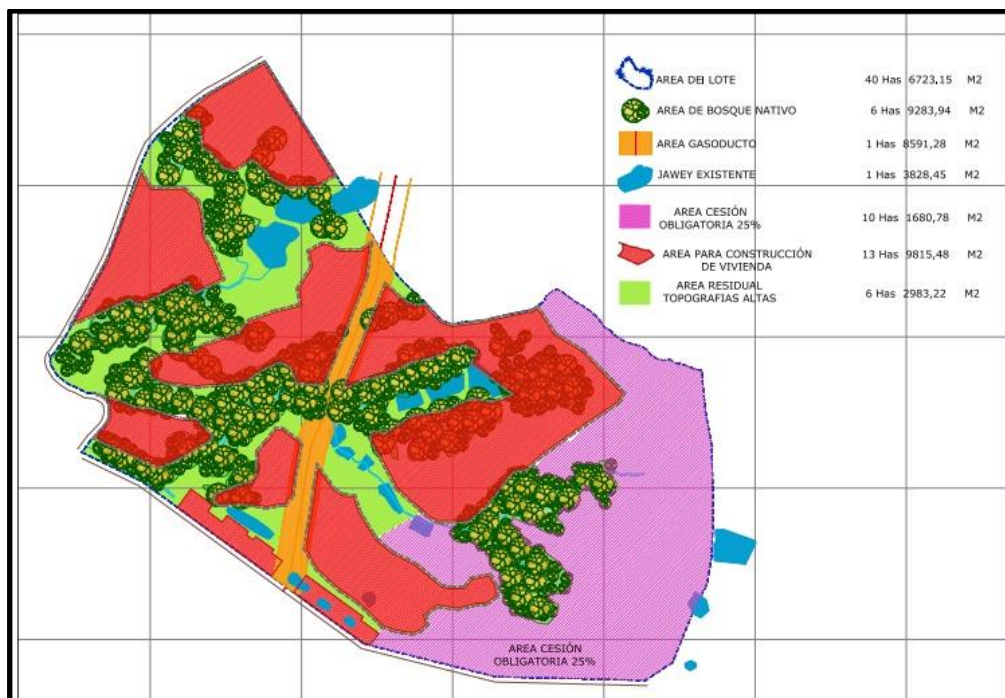 AREA DEl LOTE 40 Has 6723,15 M2
AREA DE BOSQUE NATIVO 6 Has 9283,94 M2
AREA GASODUCTO 1 Has 8591,28 M2
JAWEY EXISTENTE 1 Has 3828,45 M2
AREA CESIÓN
OBLIGATORIA 25% 10 Has 1680,78 M2
AREA PARA CONSTRUCCIÓN
DE VIVIENDA 13 Has 9815,48 M2
AREA RESIDUAL
TOPOGRAFIAS ALTAS 6 Has 2983,22 M2
AREA CESIÓN
OBLIGATORIA 25%